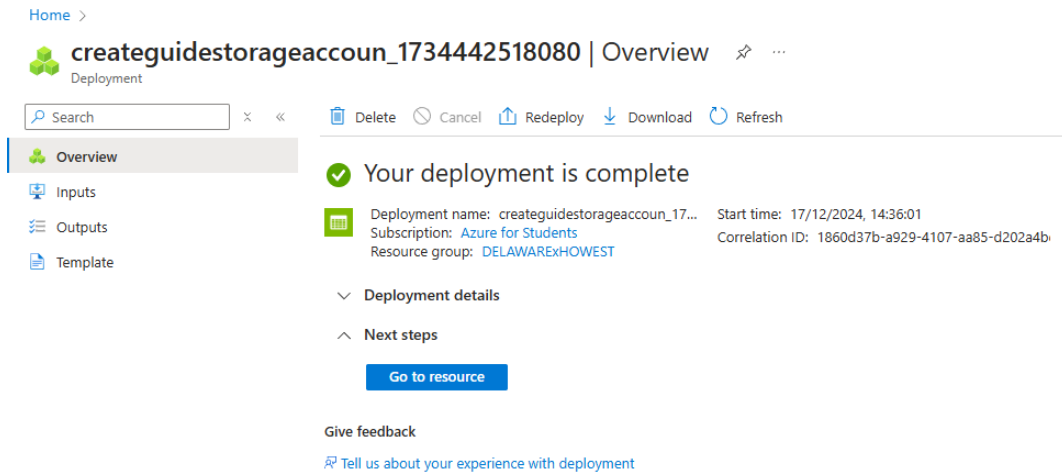 Home >
createguidestorageaccoun_1734442518080 | Overview
Deployment
Search
Delete Cancel Redeploy Download Refresh
Overview
Inputs
Outputs
Template
Your deployment is complete
Deployment name: createguidestorageaccoun_17...
Subscription: Azure for Students
Resource group: DELAWARExHOWEST
Start time: 17/12/2024, 14:36:01
Correlation ID: 1860d37b-a929-4107-aa85-d202a4b
Deployment details
Next steps
Go to resource
Give feedback
Tell us about your experience with deployment